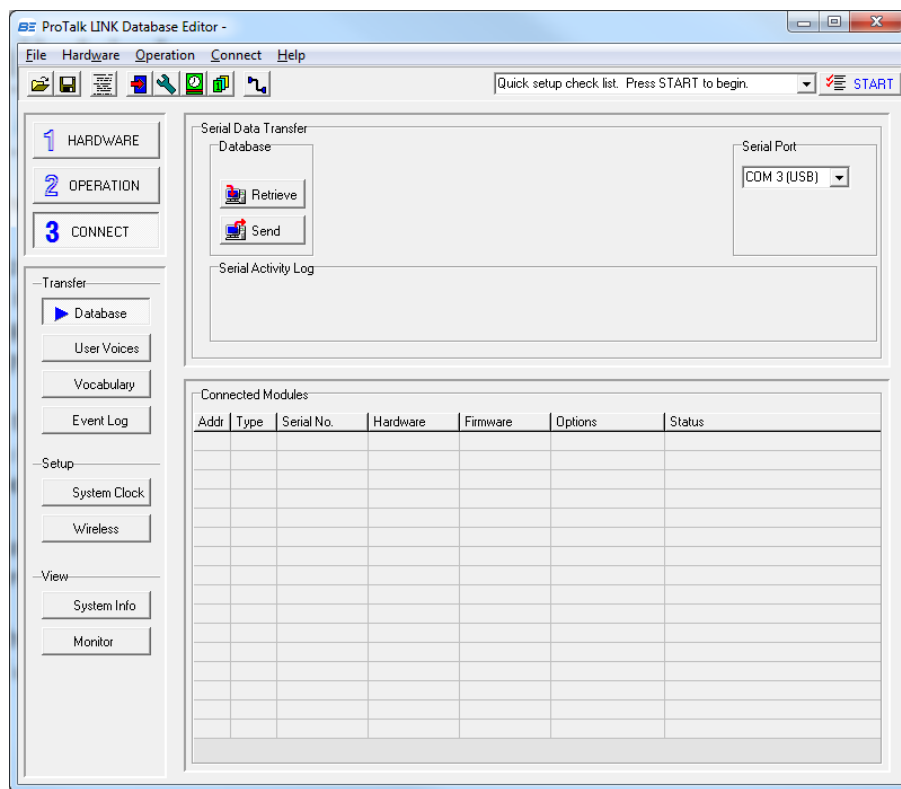 BE ProTalk LINK Database Editor -
File Hardware Operation Connect Help
Quick setup check list. Press START to begin. START
1 HARDWARE
2 OPERATION
3 CONNECT
Transfer
Database
User Voices
Vocabulary
Event Log
Setup
System Clock
Wireless
View
System Info
Monitor
Serial Data Transfer
Database
Retrieve
Send
Serial Port
COM 3 (USB)
Serial Activity Log
Connected Modules
Addr Type Serial No. Hardware Firmware Options Status